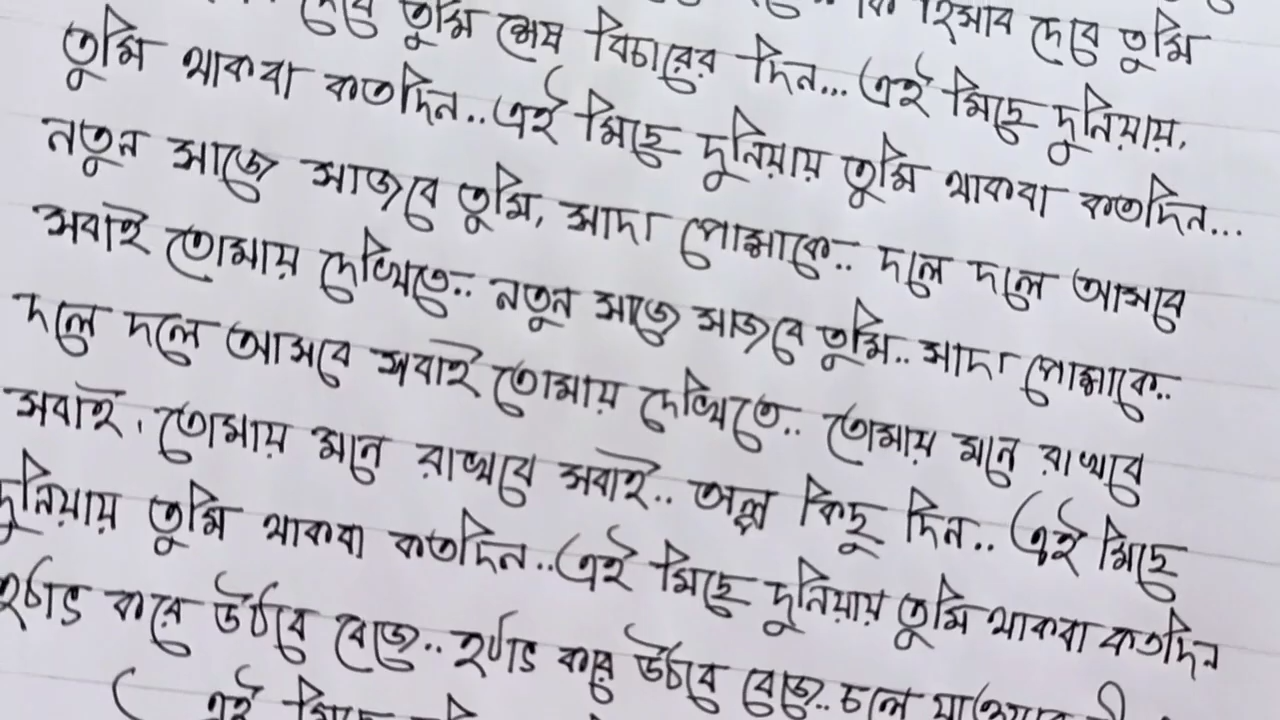 দেবে তুমি শেষ বিচারের দিন... কি হিসাব দেবে তুমি
তুমি থাকবা কতদিন.. এই মিছে দুনিয়ায় তুমি থাকবা কতদিন... এই মিছে দুনিয়ায়,
নতুন সাজে সাজবে তুমি, সাদা পোষাকে.. দলে দলে আসবে
সবাই তোমায় দেখিতে.. নতুন সাজে সাজবে তুমি.. সাদা পোষাকে..
দলে দলে আসবে সবাই তোমায় দেখিতে.. তোমায় মনে রাখবে
সবাই, তোমায় মনে রাখবে সবাই.. অল্প কিছু দিন.. এই মিছে
দুনিয়ায় তুমি থাকবা কতদিন.. এই মিছে দুনিয়ায় তুমি থাকবা কতদিন
হঠাৎ করে উঠবে বেজে.. হঠাৎ করে উঠবে বেজে.. চলে যাওয়ার
এই মিছে